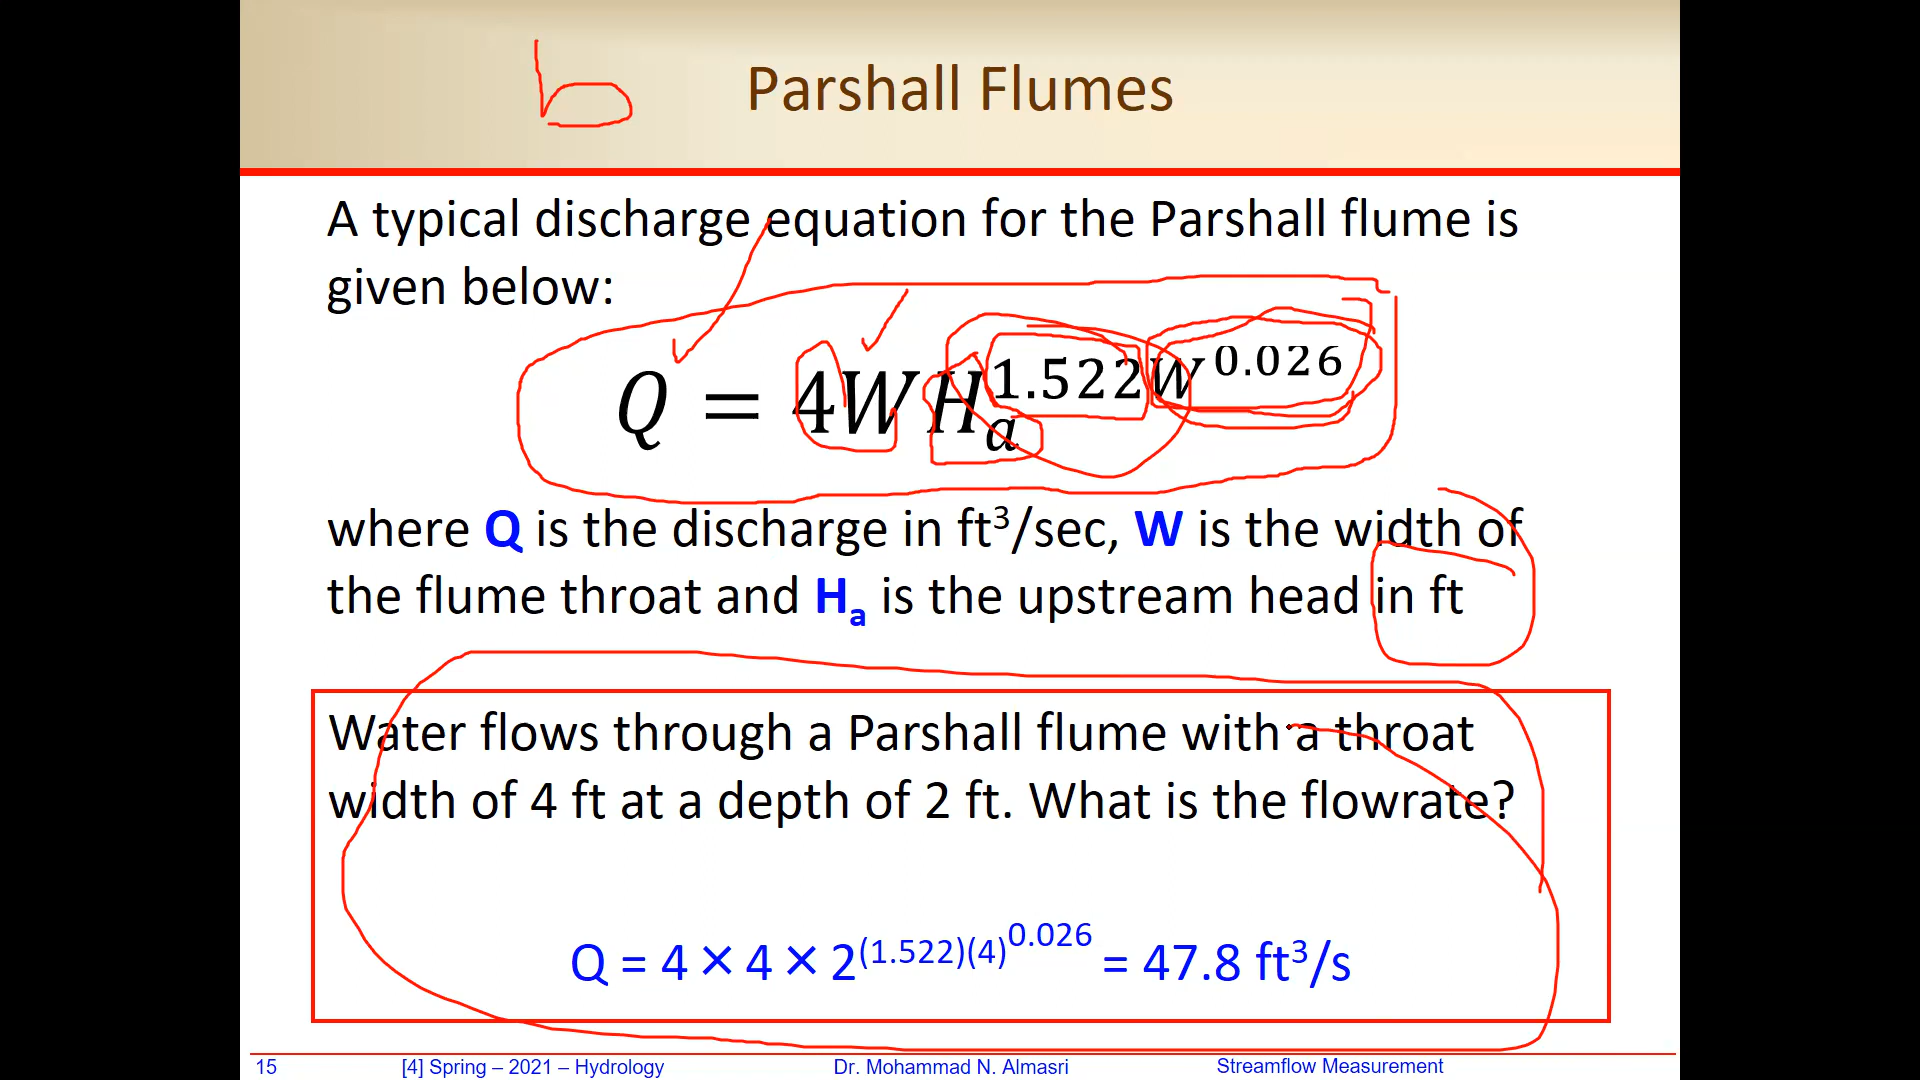 b
Parshall Flumes
A typical discharge equation for the Parshall flume is
given below:
Q = 4WHₐ^{1.522W^{0.026}}
where Q is the discharge in ft³/sec, W is the width of
the flume throat and Hₐ is the upstream head in ft
Water flows through a Parshall flume with a throat
width of 4 ft at a depth of 2 ft. What is the flowrate?
Q = 4 × 4 × 2^{(1.522)(4)^{0.026}} = 47.8 ft³/s
15 [4] Spring – 2021 – Hydrology Dr. Mohammad N. Almasri Streamflow Measurement